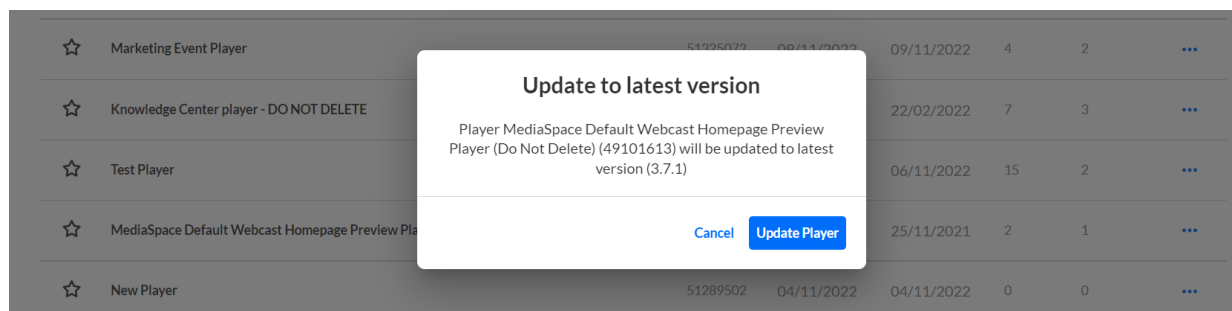 Marketing Event Player 51325072 09/11/2022 09/11/2022 4 2
Update to latest version
Knowledge Center player - DO NOT DELETE 22/02/2022 7 3
Player MediaSpace Default Webcast Homepage Preview
Player (Do Not Delete) (49101613) will be updated to latest
version (3.7.1)
Test Player 06/11/2022 15 2
MediaSpace Default Webcast Homepage Preview Pla 25/11/2021 2 1
Cancel Update Player
New Player 51289502 04/11/2022 04/11/2022 0 0